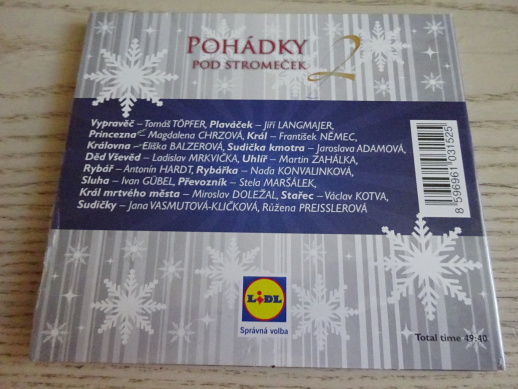 POHÁDKY
POD STROMEČEK 2
Vypravěč – Tomáš TÖPFER, Plaváček – Jiří LANGMAJER,
Princezna – Magdalena CHRZOVÁ, Král – František NĚMEC,
Královna – Eliška BALZEROVÁ, Sudička kmotra – Jaroslava ADAMOVÁ,
Děd Vševěd – Ladislav MRKVIČKA, Uhlíř – Martin ZAHÁLKA,
Rybář – Antonín HARDT, Rybářka – Naďa KONVALINKOVÁ,
Sluha – Ivan GÜBEL, Převozník – Stela MARŠÁLEK,
Král mrtvého města – Miroslav DOLEŽAL, Stařec – Václav KOTVA,
Sudičky – Jana VASMUTOVÁ-KLIČKOVÁ, Růžena PREISSLEROVÁ
8 596961 031525
LIDL
Správná volba
Total time 49:40